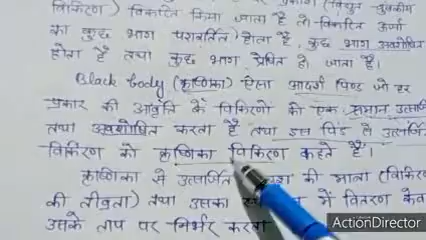 विकिरण) विकरित किया जाता है तो विकरित ऊर्जा
का कुछ भाग परावर्तित होता है, कुछ भाग अवशोषित
होता है तथा कुछ भाग प्रेषित हो जाता है।
Black body (कृष्णिका) ऐसा आदर्श पिण्ड जो हर
प्रकार की आवृति के विकिरणों को एक समान उत्सर्जि
तथा अवशोषित करता है तथा इस पिंड से उत्सर्जित
विकिरण को कृष्णिका विकिरण कहते है।
कृष्णिका से उत्सर्जित की मात्रा (विकिर
की तीव्रता) तथा उसका में वितरण केव
उसके ताप पर निर्भर करता
ActionDirector